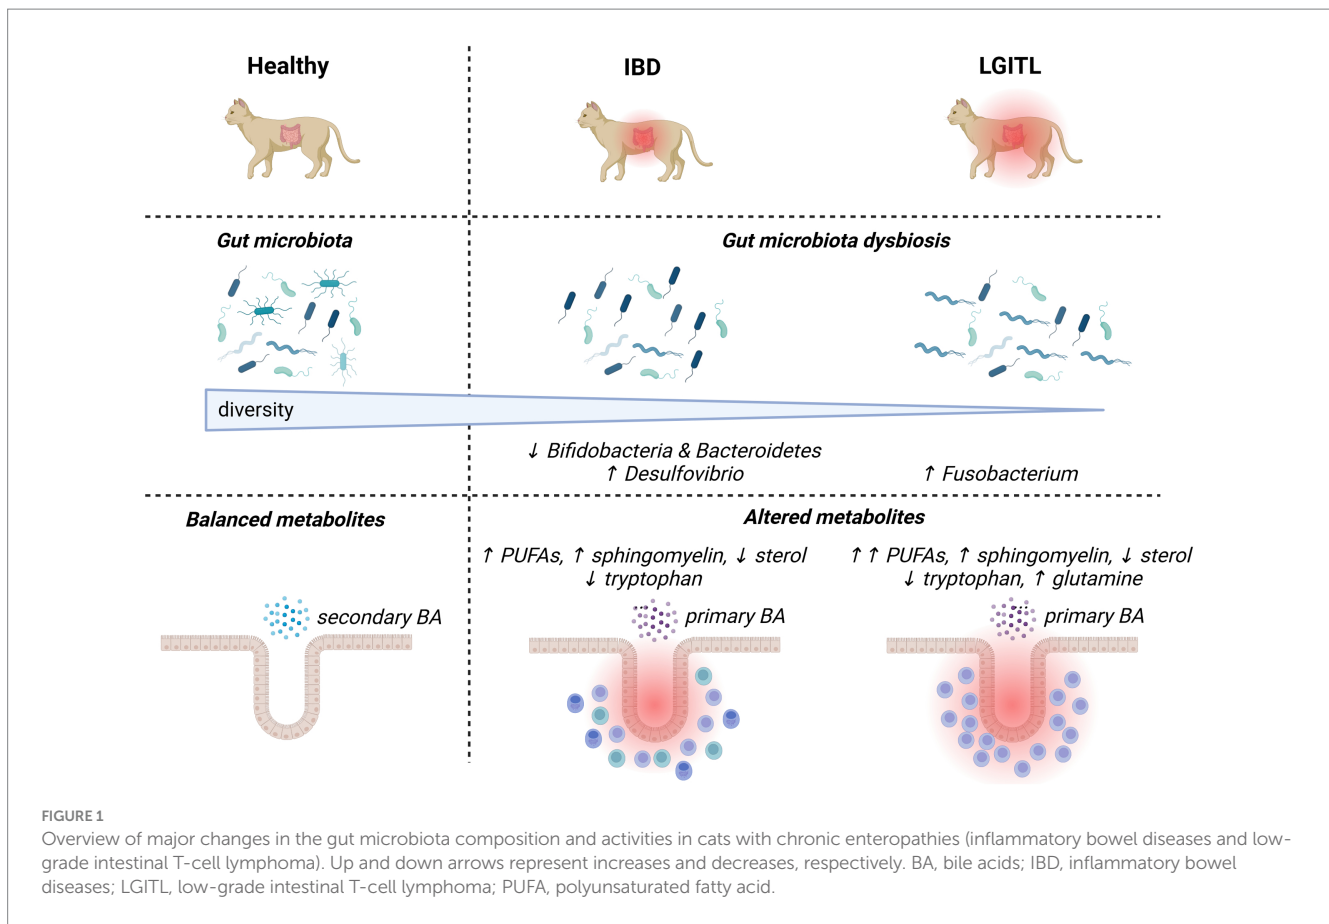 Healthy
IBD
LGITL
Gut microbiota
Gut microbiota dysbiosis
diversity
↓ Bifidobacteria & Bacteroidetes
↑ Desulfovibrio
↑ Fusobacterium
Balanced metabolites
Altered metabolites
↑ PUFAs, ↑ sphingomyelin, ↓ sterol
↓ tryptophan
↑ ↑ PUFAs, ↑ sphingomyelin, ↓ sterol
↓ tryptophan, ↑ glutamine
secondary BA
primary BA
primary BA
FIGURE 1
Overview of major changes in the gut microbiota composition and activities in cats with chronic enteropathies (inflammatory bowel diseases and low-
grade intestinal T-cell lymphoma). Up and down arrows represent increases and decreases, respectively. BA, bile acids; IBD, inflammatory bowel
diseases; LGITL, low-grade intestinal T-cell lymphoma; PUFA, polyunsaturated fatty acid.